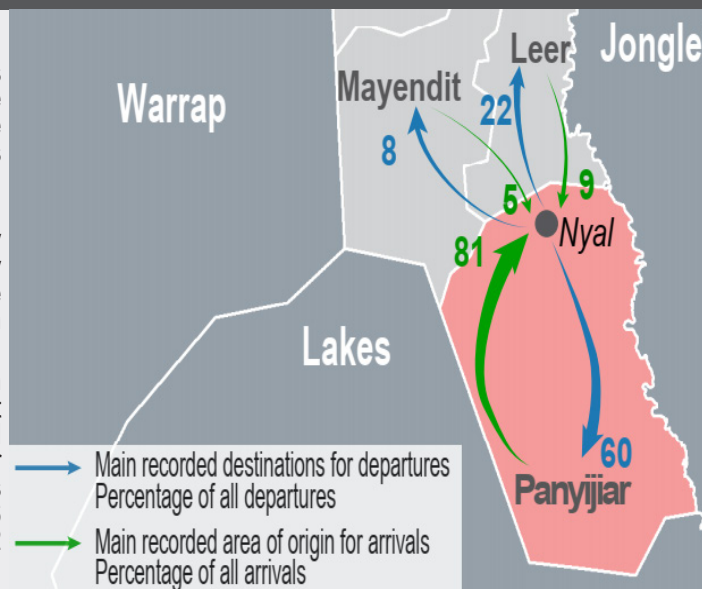 Warrap
Mayendit
Leer
Jongle
22
8
5
9
81
Nyal
Lakes
60
Panyijiar
Main recorded destinations for departures
Percentage of all departures
Main recorded area of origin for arrivals
Percentage of all arrivals